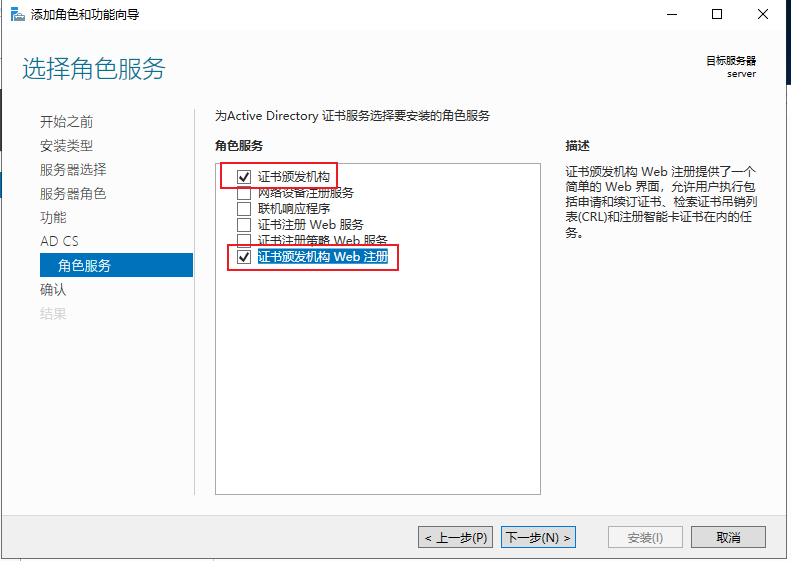 添加角色和功能向导
选择角色服务
目标服务器
server
开始之前
安装类型
服务器选择
服务器角色
功能
AD CS
角色服务
确认
结果
为Active Directory 证书服务选择要安装的角色服务
角色服务
证书颁发机构
网络设备注册服务
联机响应程序
证书注册 Web 服务
证书注册策略 Web 服务
证书颁发机构 Web 注册
描述
证书颁发机构 Web 注册提供了一个
简单的 Web 界面，允许用户执行包
括申请和续订证书、检索证书吊销列
表(CRL)和注册智能卡证书在内的任
务。
< 上一步(P)
下一步(N) >
安装(I)
取消